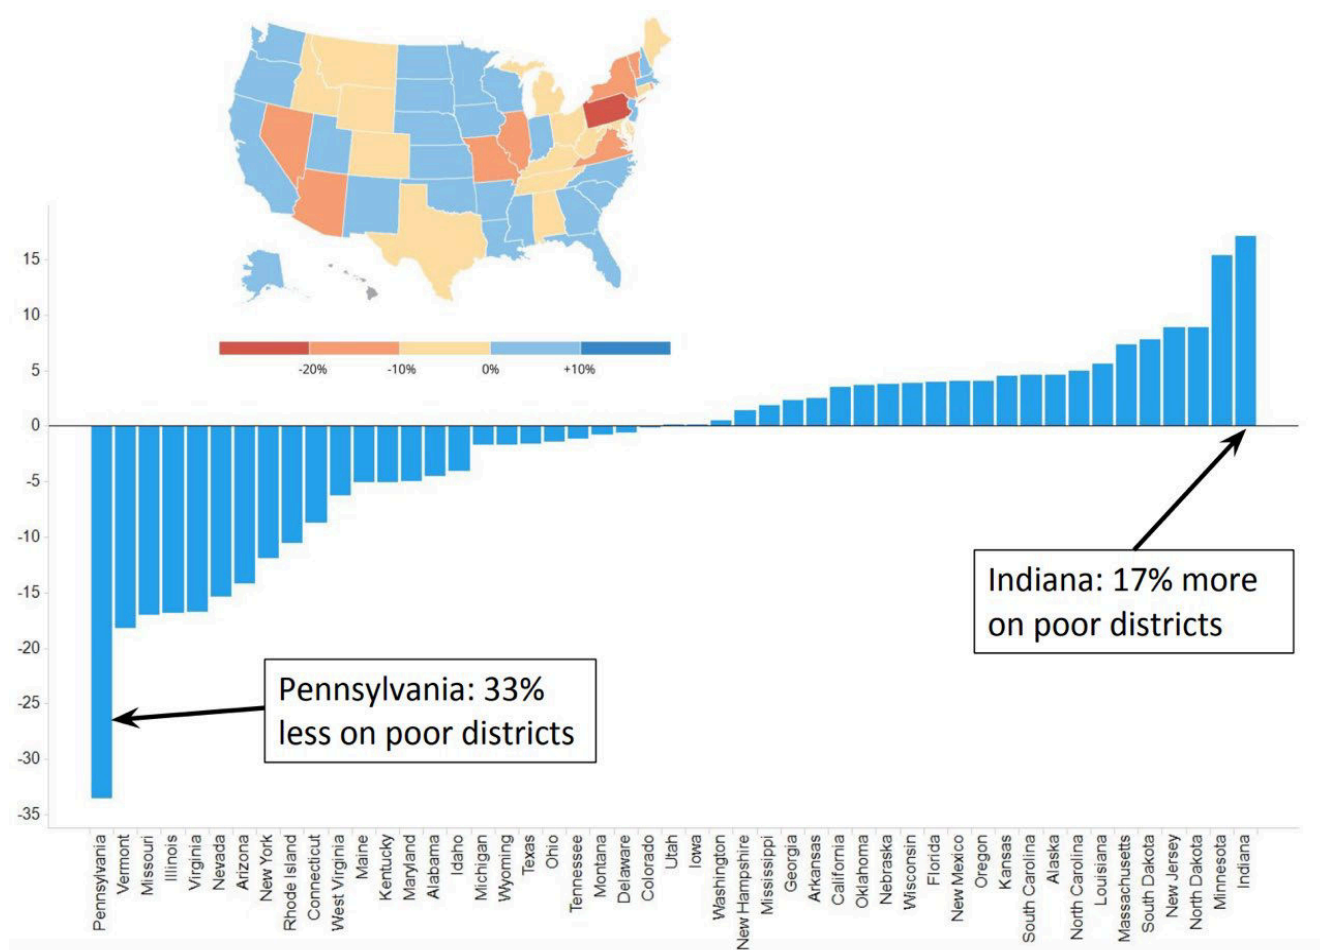 -20%
-10%
0%
+10%
15
10
5
0
-5
-10
-15
-20
-25
-30
-35
Indiana: 17% more
on poor districts
Pennsylvania: 33%
less on poor districts
Pennsylvania
Vermont
Missouri
Illinois
Virginia
Nevada
Arizona
New York
Rhode Island
Connecticut
West Virginia
Maine
Kentucky
Maryland
Alabama
Idaho
Michigan
Wyoming
Texas
Ohio
Tennessee
Montana
Delaware
Colorado
Utah
Iowa
Washington
New Hampshire
Mississippi
Georgia
Arkansas
California
Oklahoma
Nebraska
Wisconsin
Florida
New Mexico
Oregon
Kansas
South Carolina
Alaska
North Carolina
Louisiana
Massachusetts
South Dakota
New Jersey
North Dakota
Minnesota
Indiana